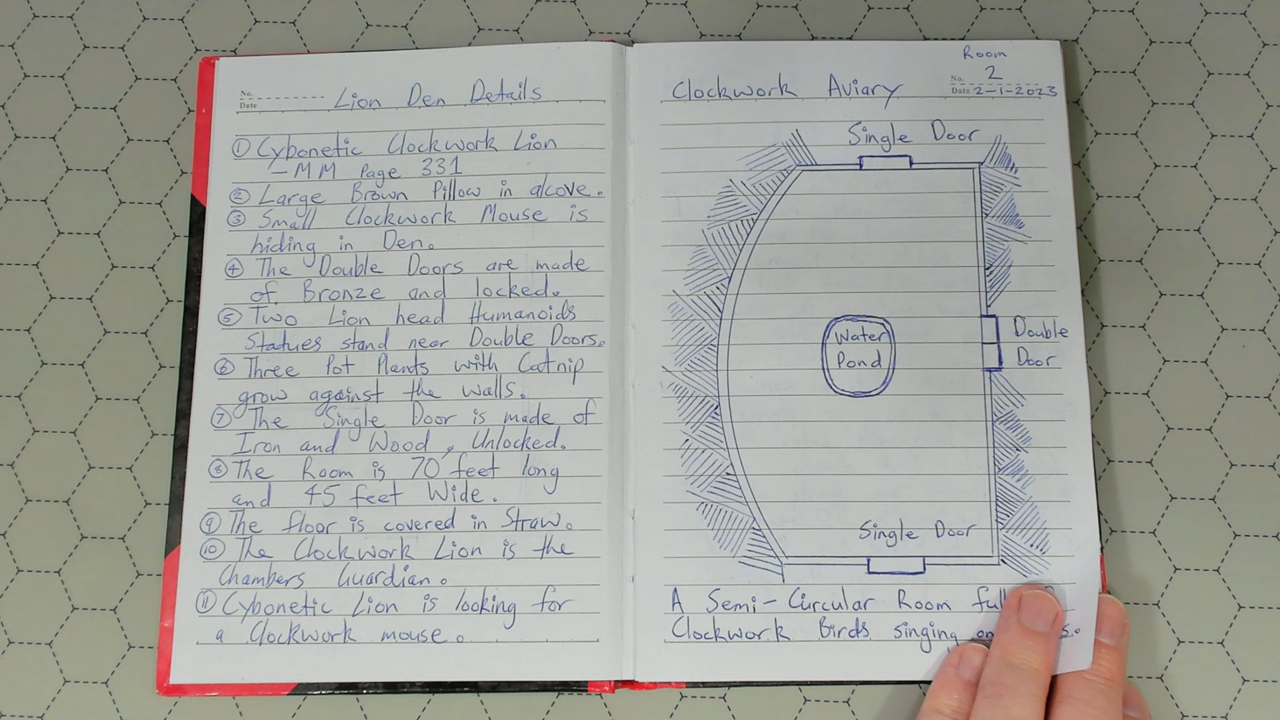 No.
Date
Lion Den Details
① Cybonetic Clockwork Lion
- MM Page 331
② Large Brown Pillow in alcove.
③ Small Clockwork Mouse is
hiding in Den.
④ The Double Doors are made
of Bronze and locked.
⑤ Two Lion head Humanoids
Statues stand near Double Doors.
⑥ Three Pot Plants with Catnip
grow against the walls.
⑦ The Single Door is made of
Iron and Wood, Unlocked.
⑧ The Room is 70 feet long
and 45 feet Wide.
⑨ The floor is covered in Straw.
⑩ The Clockwork Lion is the
Chambers Guardian.
⑪ Cybonetic Lion is looking for
a Clockwork mouse.
Room
No. 2
Date 2-1-2023
Clockwork Aviary
Single Door
Water
Pond
Double
Door
Single Door
A Semi-Circular Room full
Clockwork Birds singing